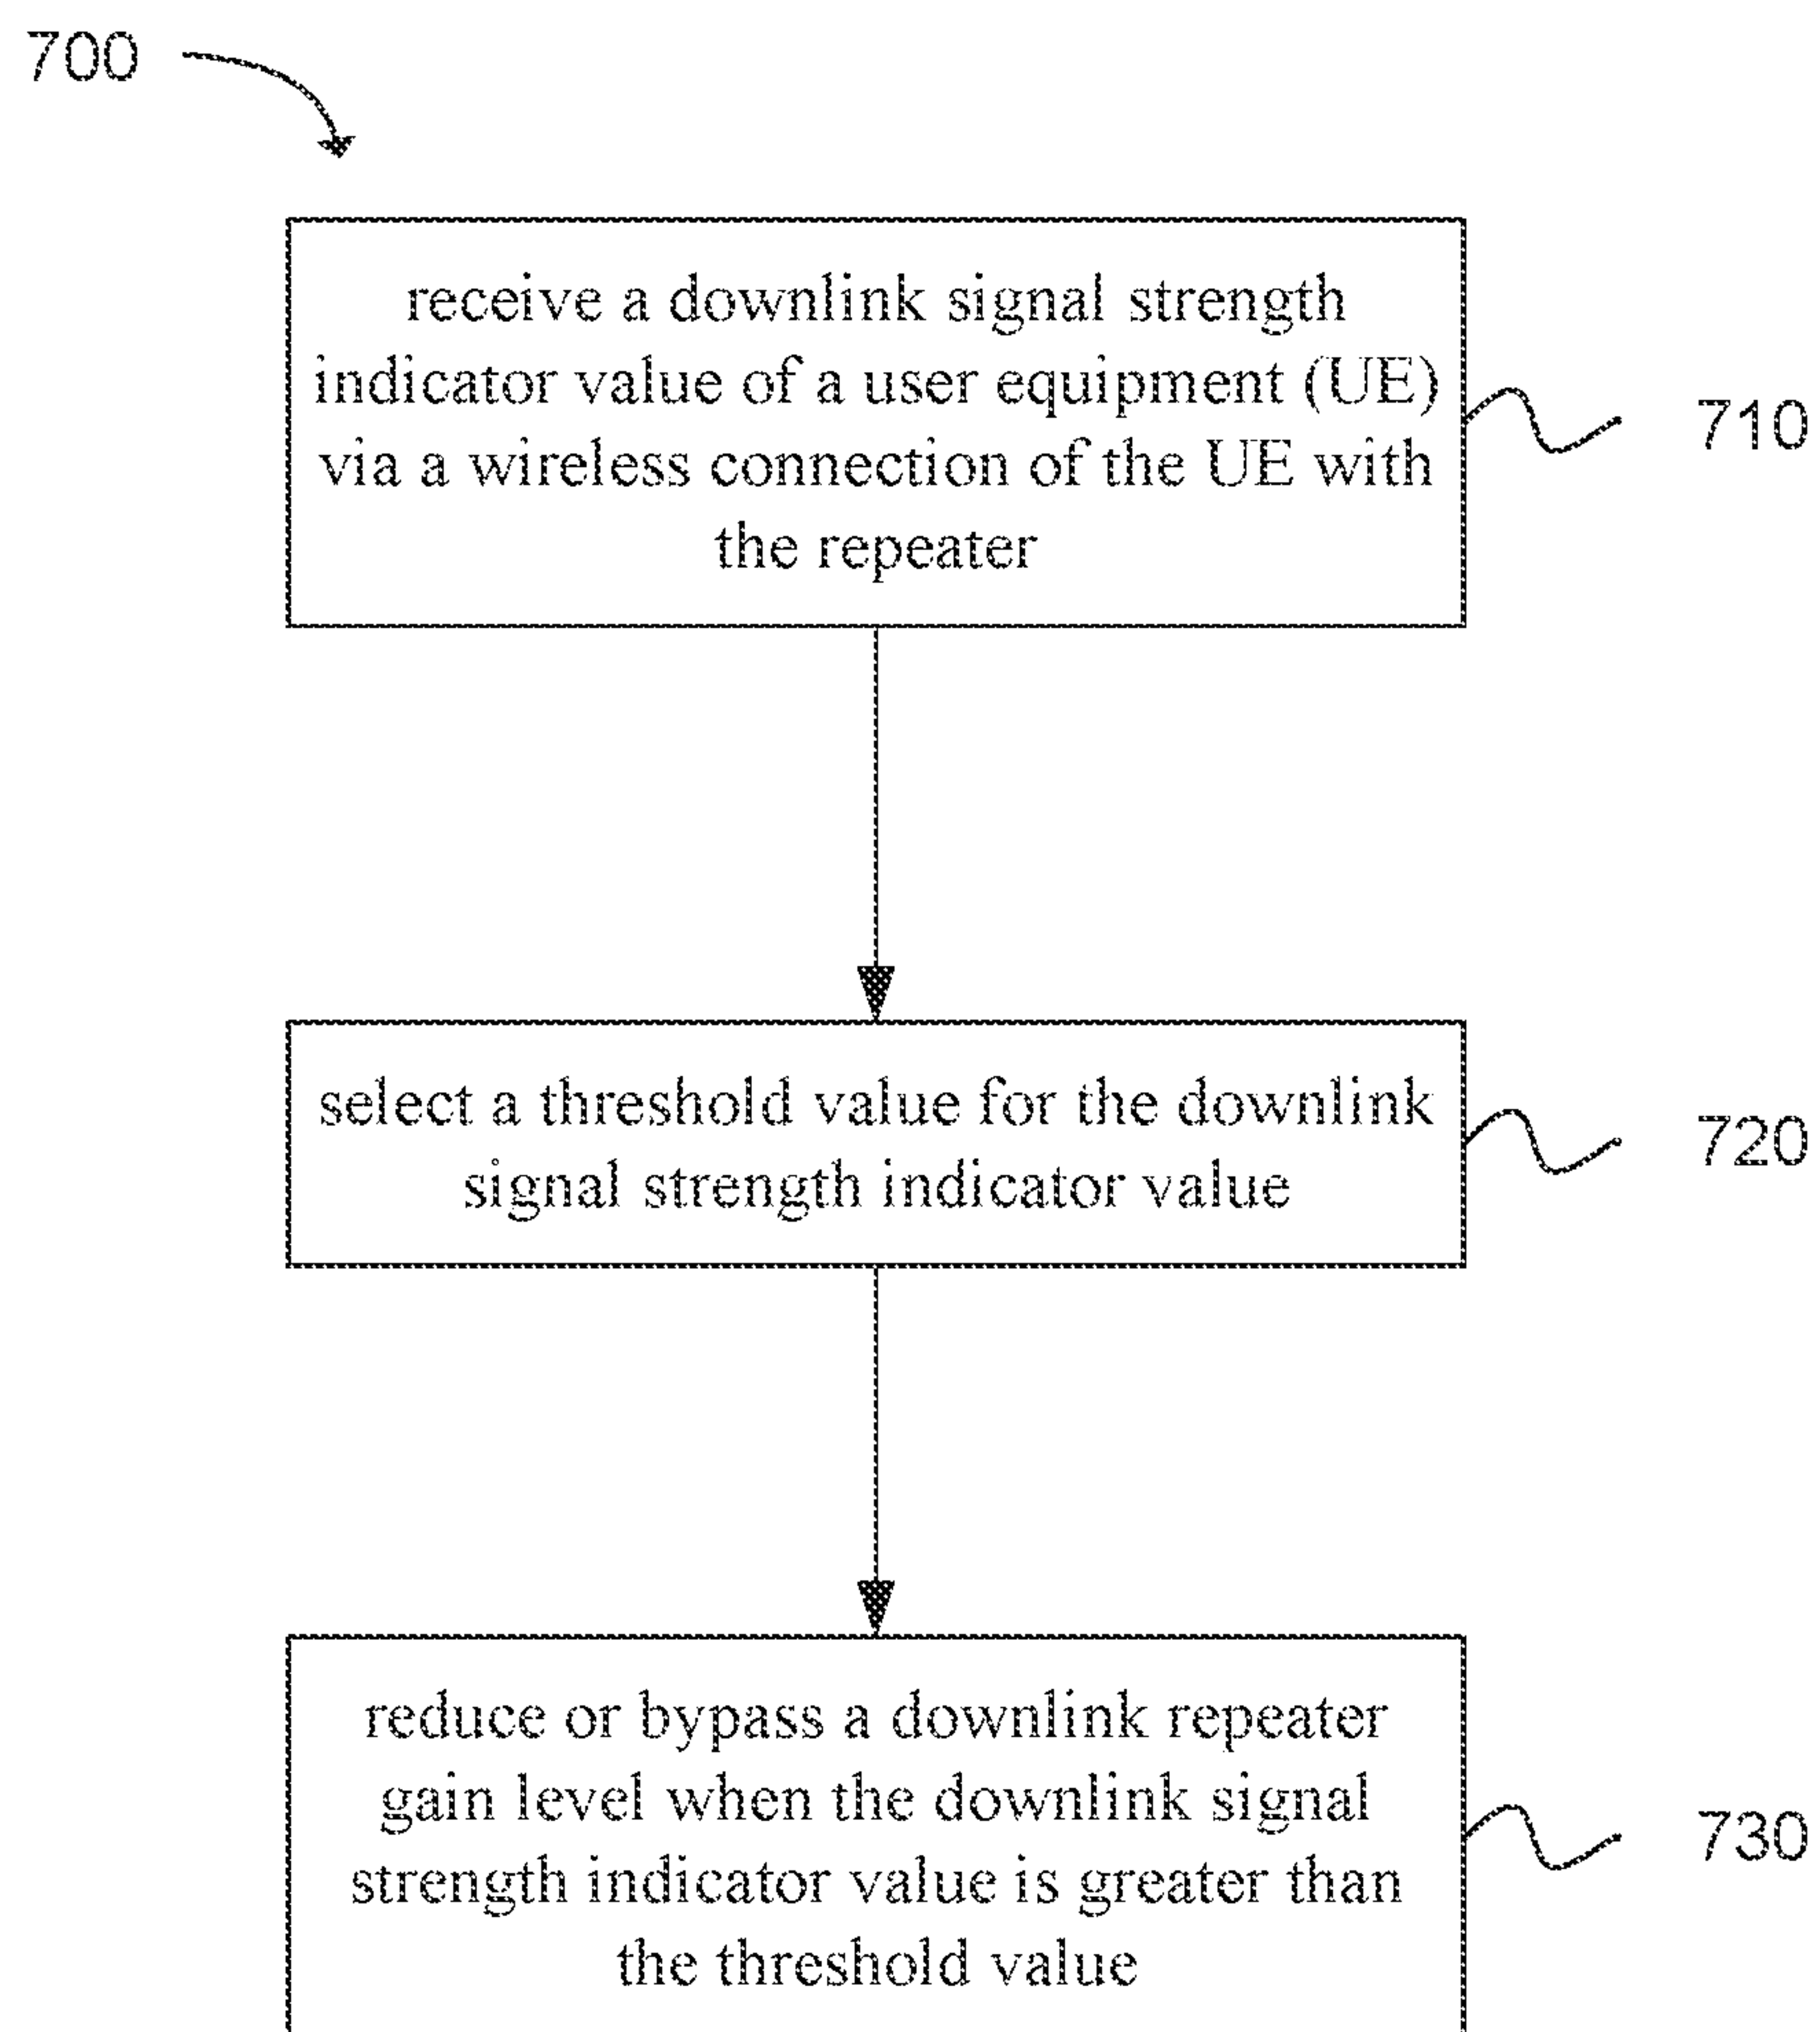 700
receive a downlink signal strength
indicator value of a user equipment (UE)
via a wireless connection of the UE with
the repeater
710
select a threshold value for the downlink
signal strength indicator value
720
reduce or bypass a downlink repeater
gain level when the downlink signal
strength indicator value is greater than
the threshold value
730